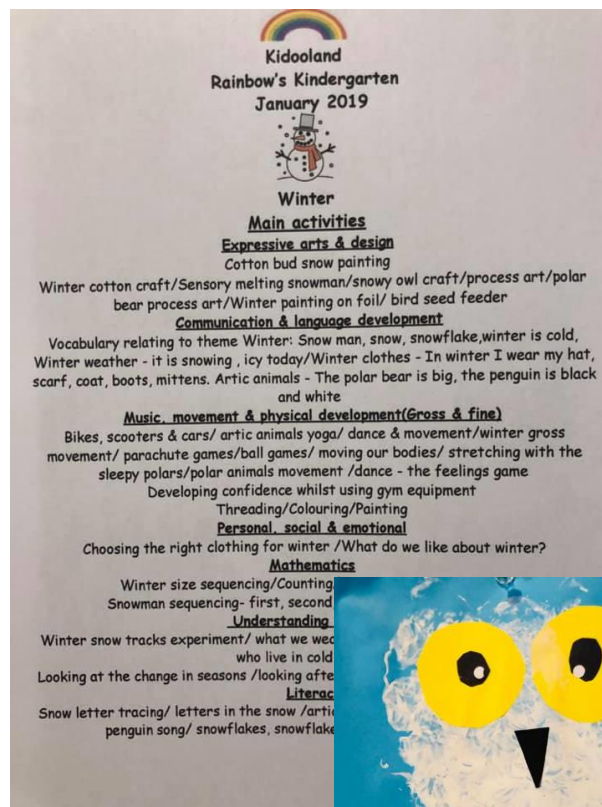 Kidooland
Rainbow's Kindergarten
January 2019
Winter
Main activities
Expressive arts & design
Cotton bud snow painting
Winter cotton craft/Sensory melting snowman/snowy owl craft/process art/polar
bear process art/Winter painting on foil/ bird seed feeder
Communication & language development
Vocabulary relating to theme Winter: Snow man, snow, snowflake,winter is cold,
Winter weather - it is snowing , icy today/Winter clothes - In winter I wear my hat,
scarf, coat, boots, mittens. Artic animals - The polar bear is big, the penguin is black
and white
Music, movement & physical development(Gross & fine)
Bikes, scooters & cars/ artic animals yoga/ dance & movement/winter gross
movement/ parachute games/ball games/ moving our bodies/ stretching with the
sleepy polars/polar animals movement /dance - the feelings game
Developing confidence whilst using gym equipment
Threading/Colouring/Painting
Personal, social & emotional
Choosing the right clothing for winter /What do we like about winter?
Mathematics
Winter size sequencing/Counting
Snowman sequencing- first, second
Understanding
Winter snow tracks experiment/ what we
who live in cold
Looking at the change in seasons /looking
Snow letter tracing/ letters in the snow
penguin song/ snowflakes,